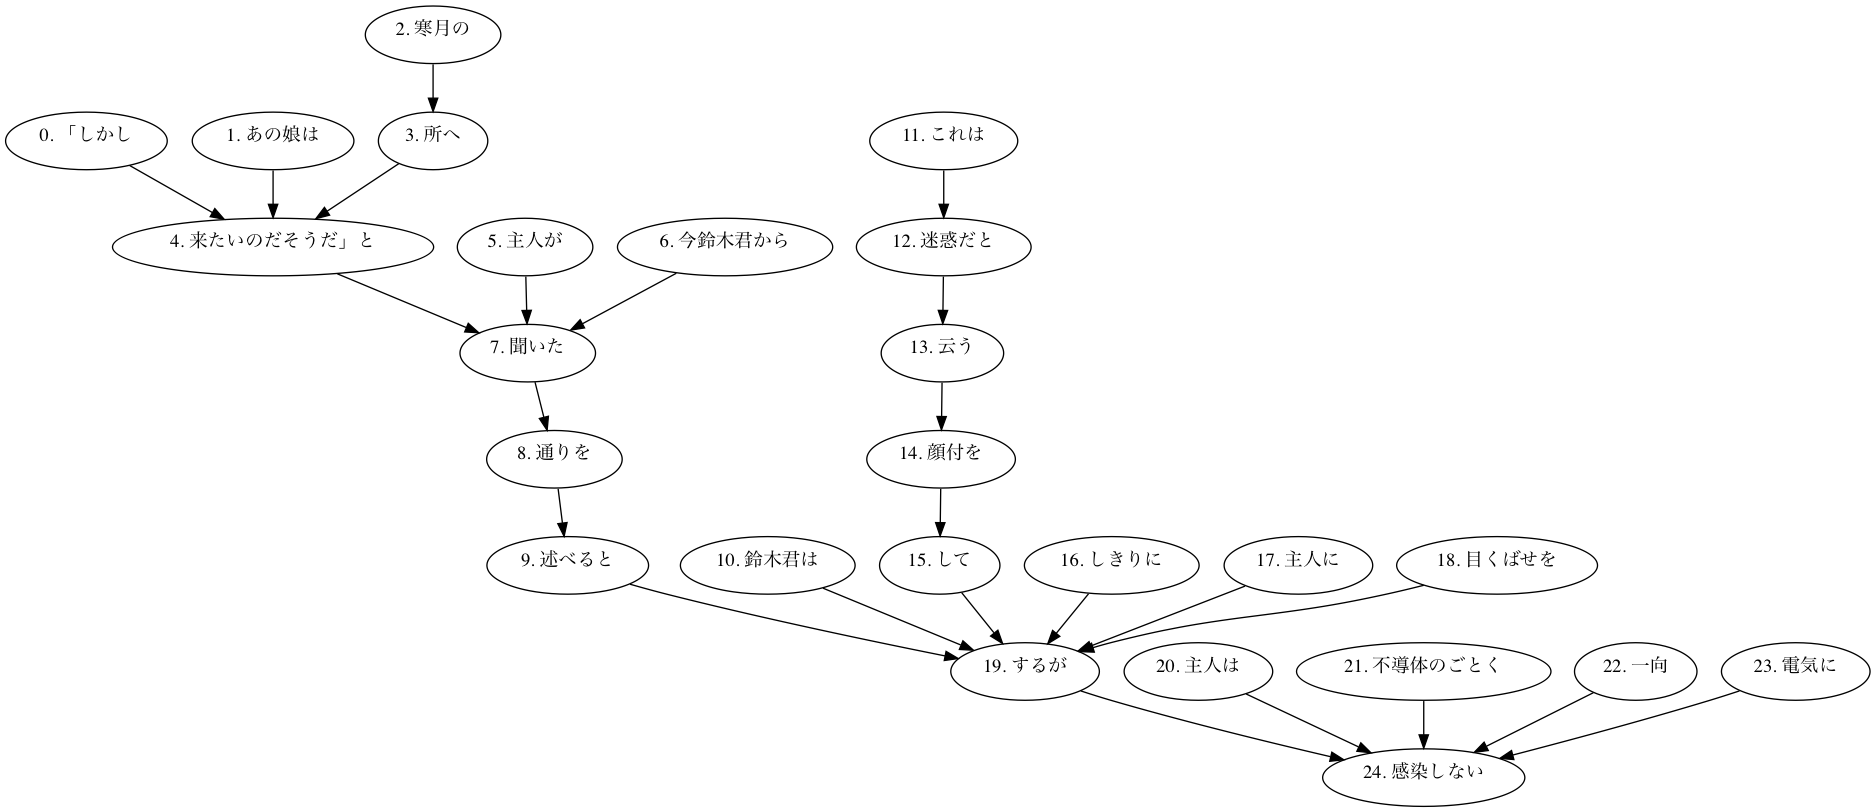 2. 寒月の
0. 「しかし
1. あの娘は
3. 所へ
11. これは
4. 来たいのだそうだ」と
5. 主人が
6. 今鈴木君から
12. 迷惑だと
7. 聞いた
13. 云う
8. 通りを
14. 顔付を
9. 述べると
10. 鈴木君は
15. して
16. しきりに
17. 主人に
18. 目くばせを
19. するが
20. 主人は
21. 不導体のごとく
22. 一向
23. 電気に
24. 感染しない